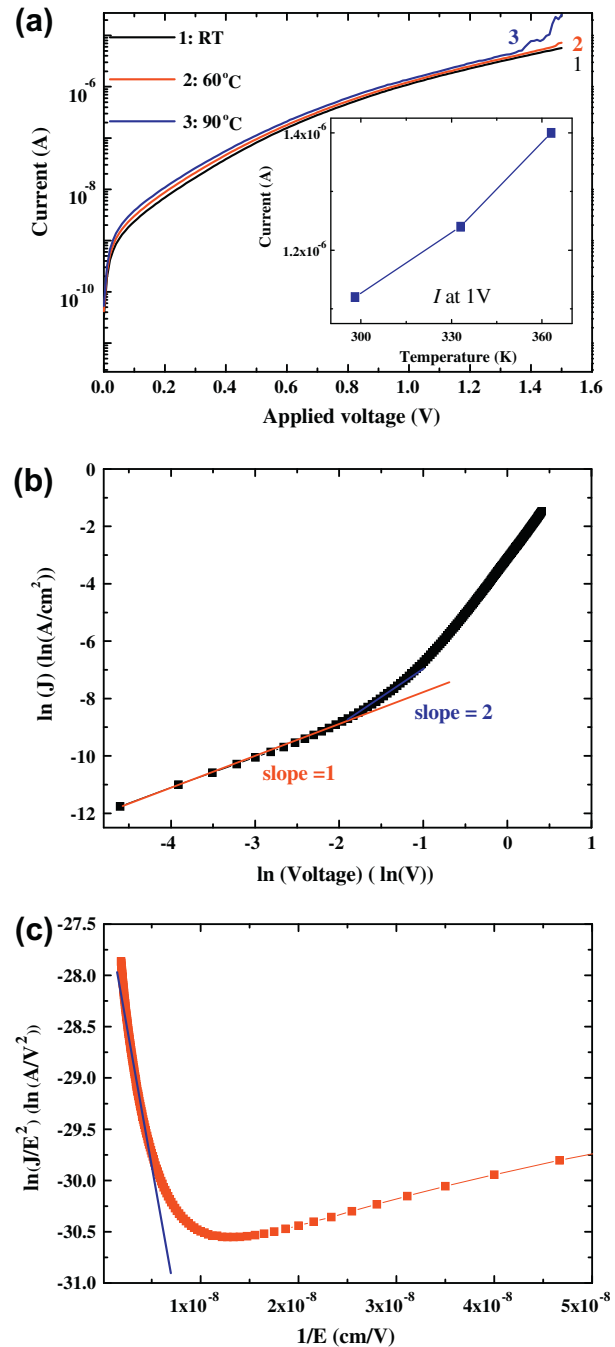 (a)
1: RT
2: 60°C
3: 90°C
3
2
1
10⁻⁶
10⁻⁸
10⁻¹⁰
Current (A)
1.4x10⁻⁶
1.2x10⁻⁶
Current (A)
I at 1V
300 330 360
Temperature (K)
0.0 0.2 0.4 0.6 0.8 1.0 1.2 1.4 1.6
Applied voltage (V)
(b)
0
-2
-4
-6
-8
-10
-12
ln (J) (ln(A/cm²))
slope = 2
slope =1
-4 -3 -2 -1 0 1
ln (Voltage) ( ln(V))
(c)
-27.5
-28.0
-28.5
-29.0
-29.5
-30.0
-30.5
-31.0
ln(J/E²) (ln(A/V²))
1x10⁻⁸ 2x10⁻⁸ 3x10⁻⁸ 4x10⁻⁸ 5x10⁻⁸
1/E (cm/V)